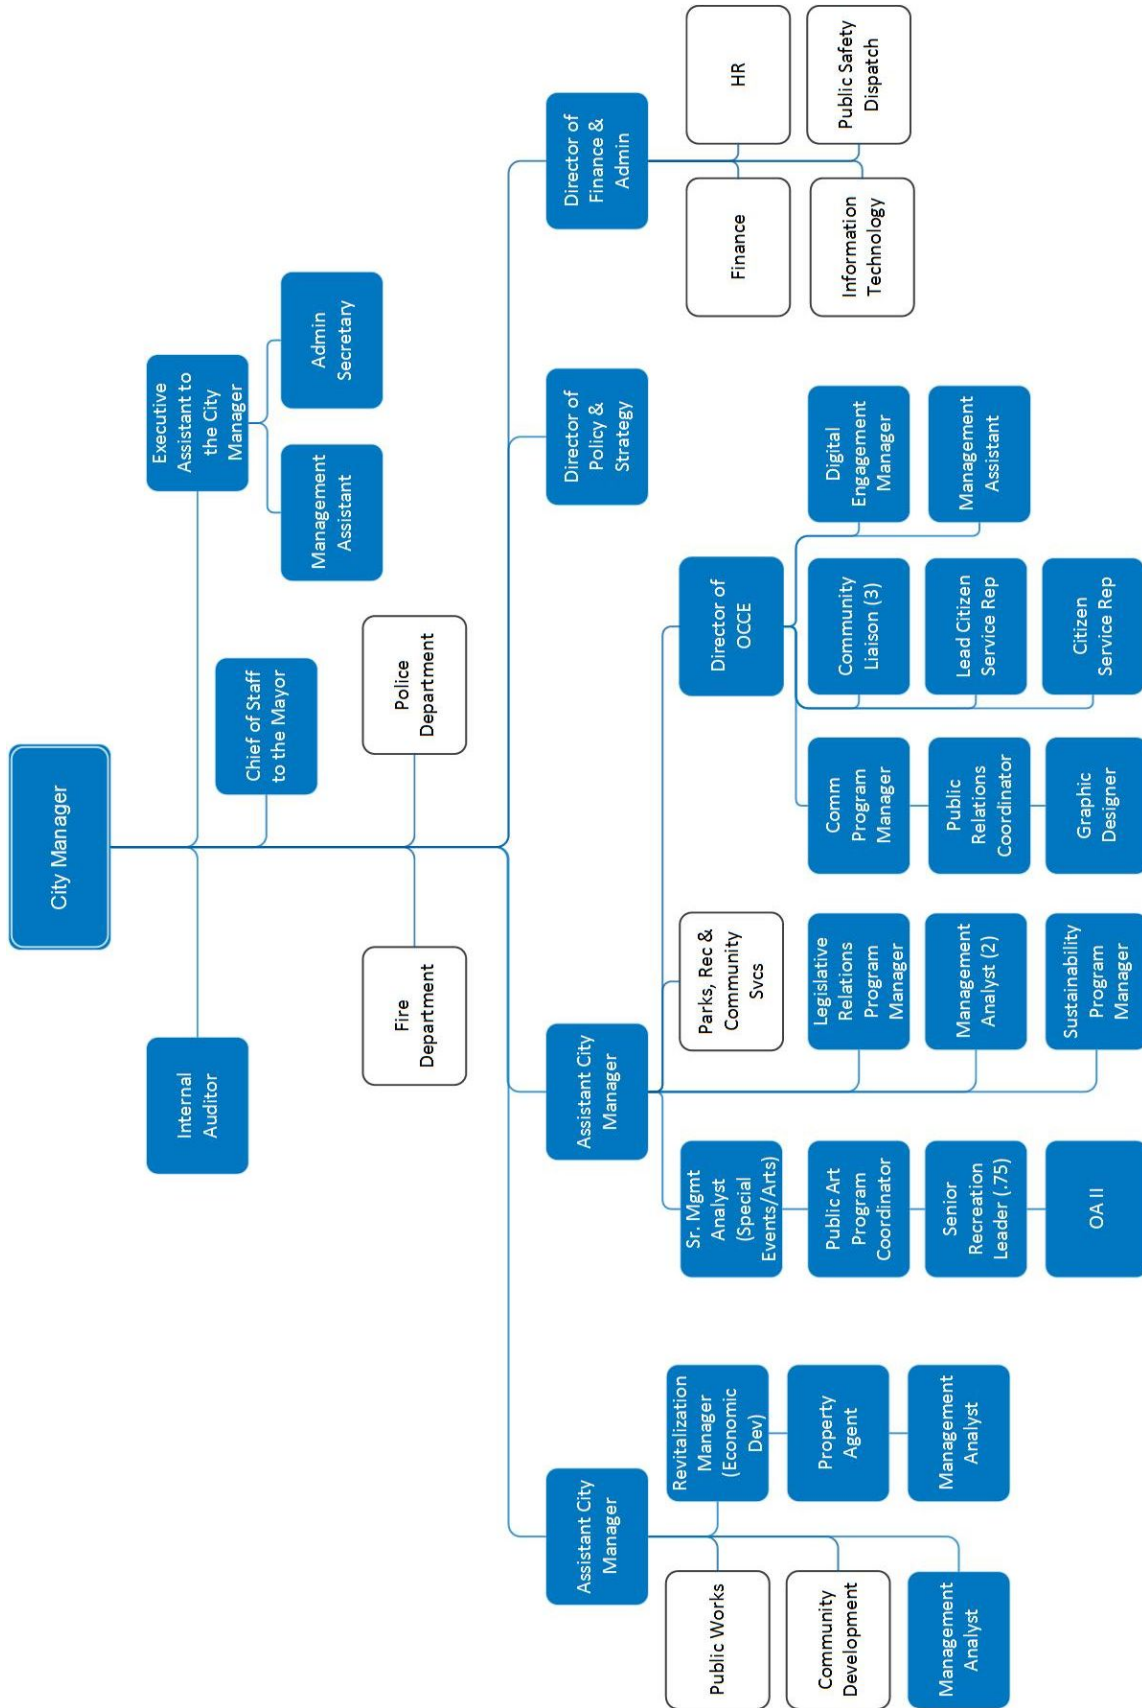 City Manager
Internal
Auditor
Executive
Assistant to
the City
Manager
Chief of Staff
to the Mayor
Management
Assistant
Admin
Secretary
Fire
Department
Police
Department
Assistant City
Manager
Assistant City
Manager
Director of
Policy &
Strategy
Director of
Finance &
Admin
Public Works
Revitalization
Manager
(Economic
Dev)
Community
Development
Property
Agent
Management
Analyst
Management
Analyst
Sr. Mgmt
Analyst
(Special
Events/Arts)
Public Art
Program
Coordinator
Senior
Recreation
Leader (.75)
OA II
Parks, Rec &
Community
Svcs
Legislative
Relations
Program
Manager
Management
Analyst (2)
Sustainability
Program
Manager
Director of
OCCE
Comm
Program
Manager
Public
Relations
Coordinator
Graphic
Designer
Community
Liaison (3)
Lead Citizen
Service Rep
Citizen
Service Rep
Digital
Engagement
Manager
Management
Assistant
Finance
HR
Information
Technology
Public Safety
Dispatch